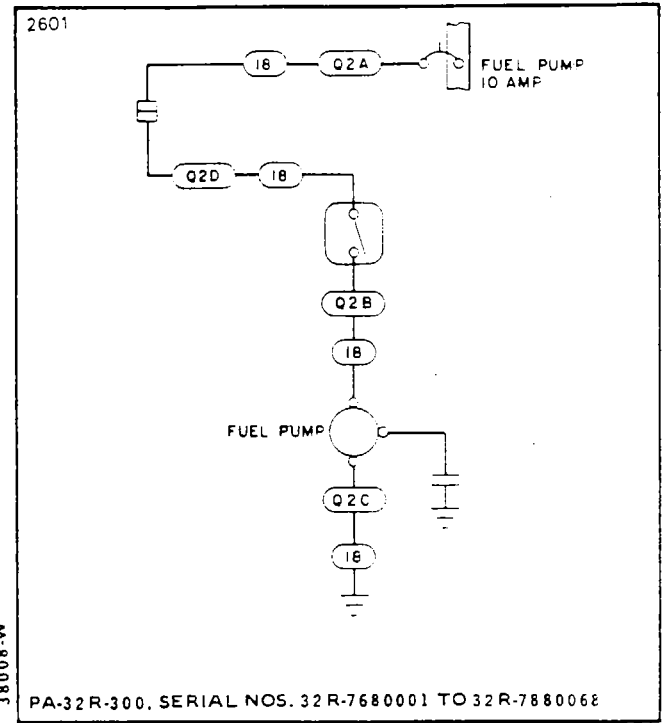 2601
18 Q2A
FUEL PUMP
10 AMP
Q2D 18
Q2B
18
FUEL PUMP
Q2C
18
38008-W
PA-32R-300, SERIAL NOS. 32R-7680001 TO 32R-7880068